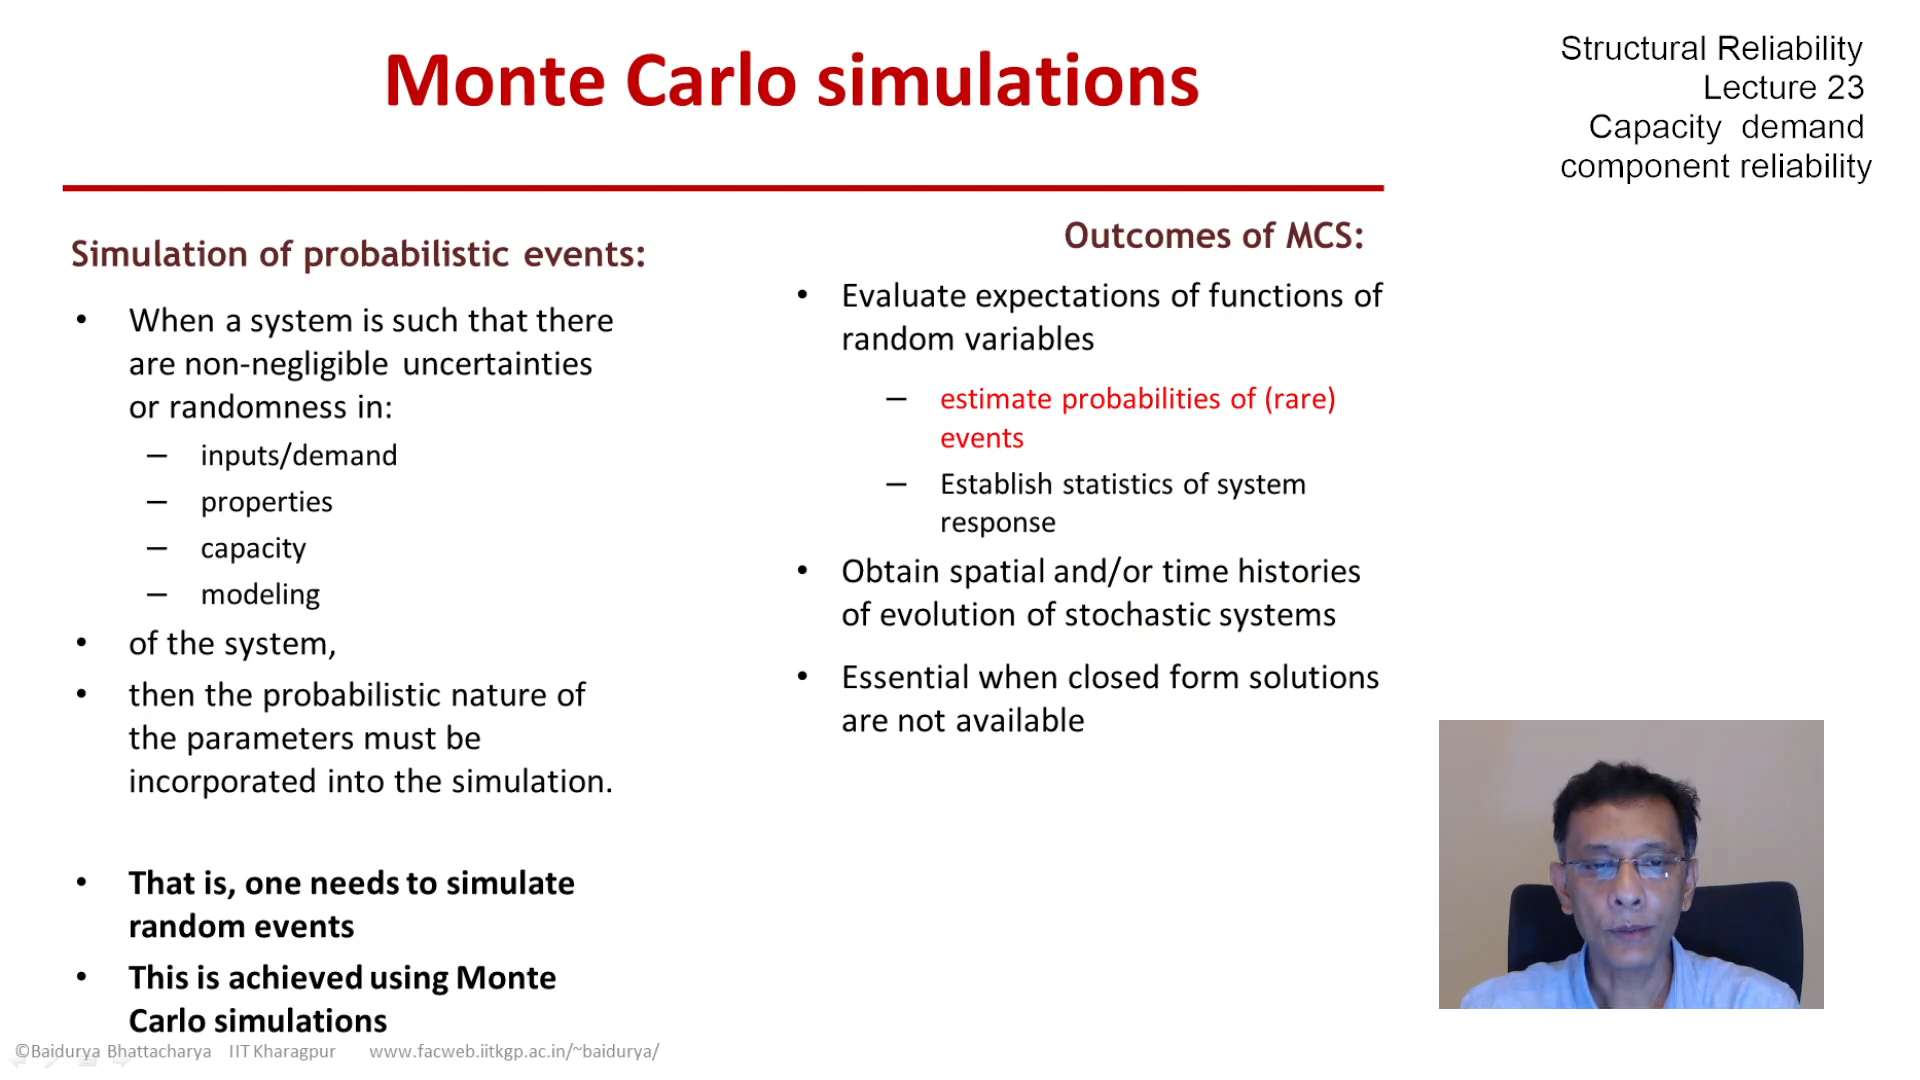 Monte Carlo simulations
Structural Reliability
Lecture 23
Capacity demand
component reliability
Simulation of probabilistic events:
• When a system is such that there
are non-negligible uncertainties
or randomness in:
– inputs/demand
– properties
– capacity
– modeling
• of the system,
• then the probabilistic nature of
the parameters must be
incorporated into the simulation.
• That is, one needs to simulate
random events
• This is achieved using Monte
Carlo simulations
Outcomes of MCS:
• Evaluate expectations of functions of
random variables
– estimate probabilities of (rare)
events
– Establish statistics of system
response
• Obtain spatial and/or time histories
of evolution of stochastic systems
• Essential when closed form solutions
are not available
©Baidurya Bhattacharya IIT Kharagpur www.facweb.iitkgp.ac.in/~baidurya/